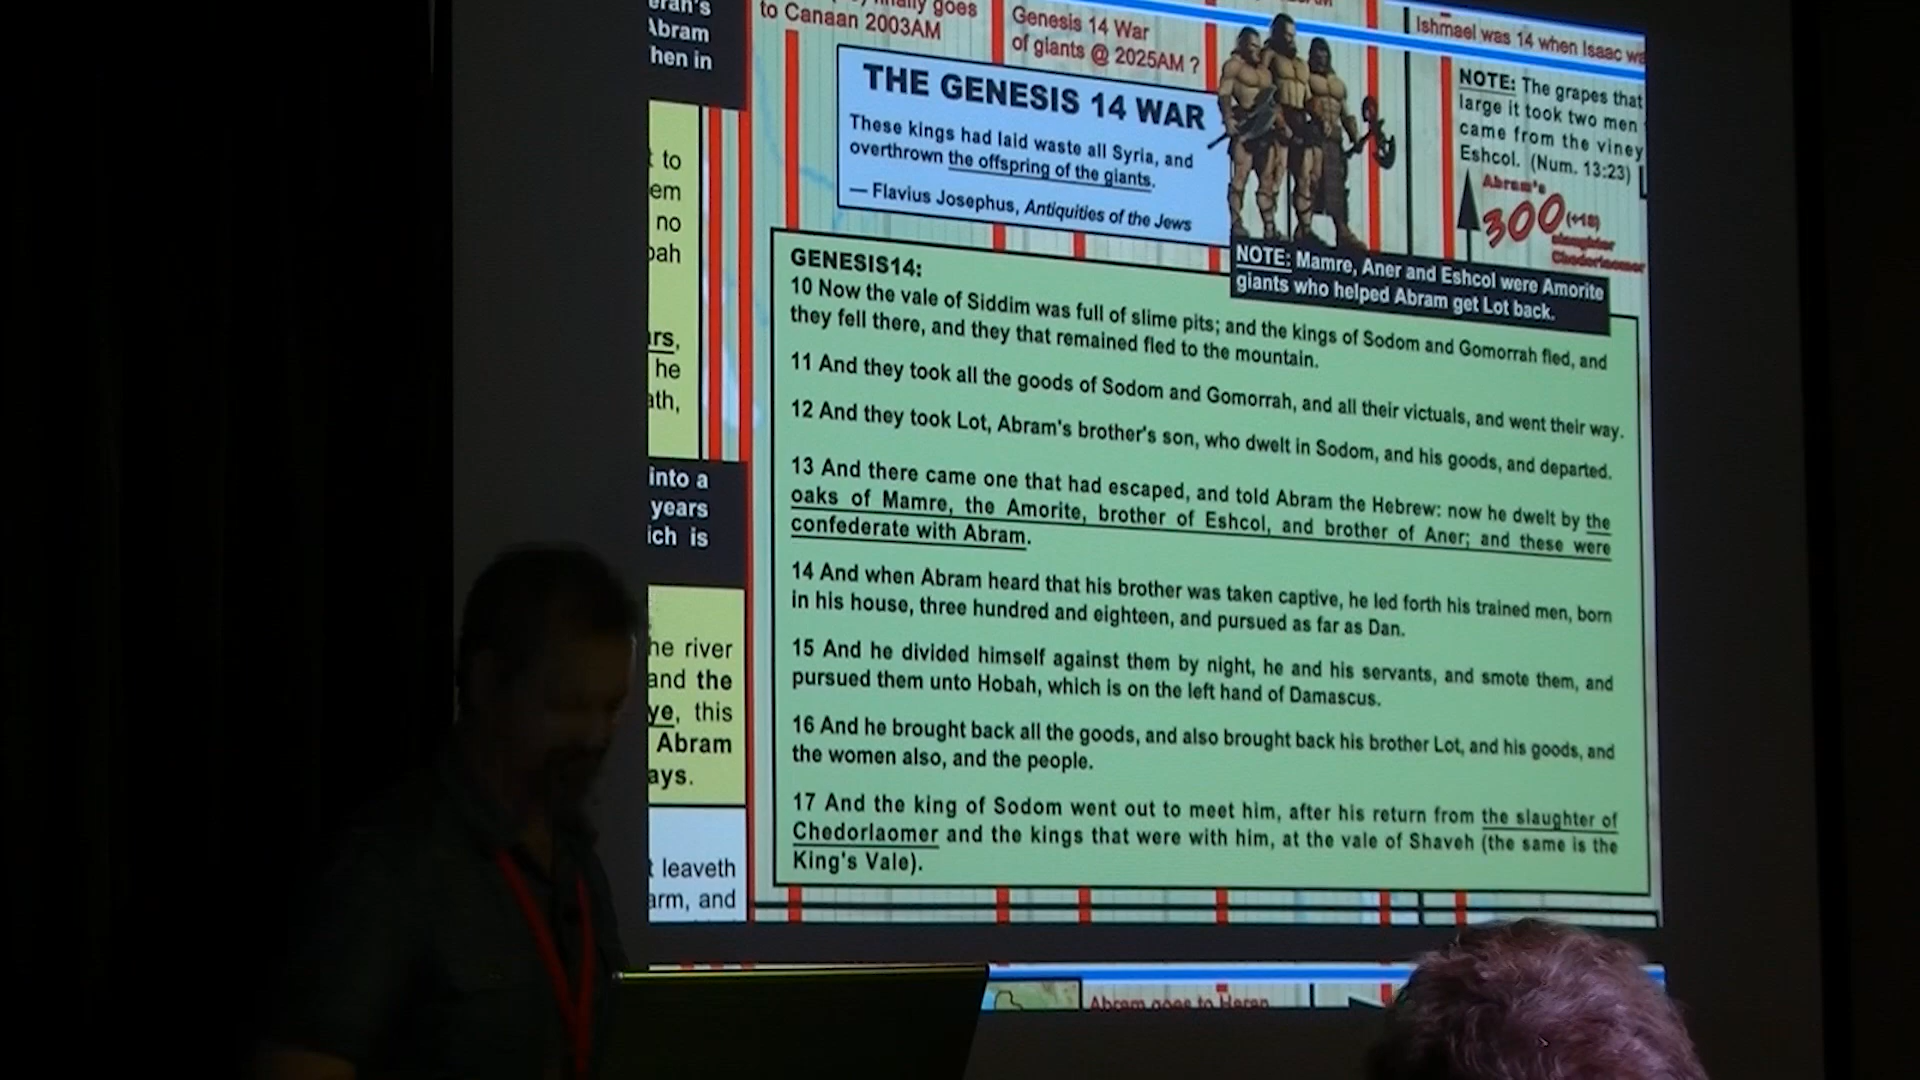 Abram
hen in
to
em
no
he
ath,
into a
years
ich is
he river
and the
ye, this
Abram
ays.
leaveth
arm, and
goes
to Canaan 2003AM
Genesis 14 War
of giants @ 2025AM ?
Ishmael was 14 when Isaac
THE GENESIS 14 WAR
These kings had laid waste all Syria, and
overthrown the offspring of the giants.
— Flavius Josephus, Antiquities of the Jews
NOTE: The grapes that
large it took two men
came from the viney
Eshcol. (Num. 13:23)
Abram's
300 (+18)
slaughter
Chedorlaomer
NOTE: Mamre, Aner and Eshcol were Amorite
giants who helped Abram get Lot back.
GENESIS14:
10 Now the vale of Siddim was full of slime pits; and the kings of Sodom and Gomorrah fled, and
they fell there, and they that remained fled to the mountain.
11 And they took all the goods of Sodom and Gomorrah, and all their victuals, and went their way.
12 And they took Lot, Abram's brother's son, who dwelt in Sodom, and his goods, and departed.
13 And there came one that had escaped, and told Abram the Hebrew: now he dwelt by the
oaks of Mamre, the Amorite, brother of Eshcol, and brother of Aner; and these were
confederate with Abram.
14 And when Abram heard that his brother was taken captive, he led forth his trained men, born
in his house, three hundred and eighteen, and pursued as far as Dan.
15 And he divided himself against them by night, he and his servants, and smote them, and
pursued them unto Hobah, which is on the left hand of Damascus.
16 And he brought back all the goods, and also brought back his brother Lot, and his goods, and
the women also, and the people.
17 And the king of Sodom went out to meet him, after his return from the slaughter of
Chedorlaomer and the kings that were with him, at the vale of Shaveh (the same is the
King's Vale).
Abram goes to Haran